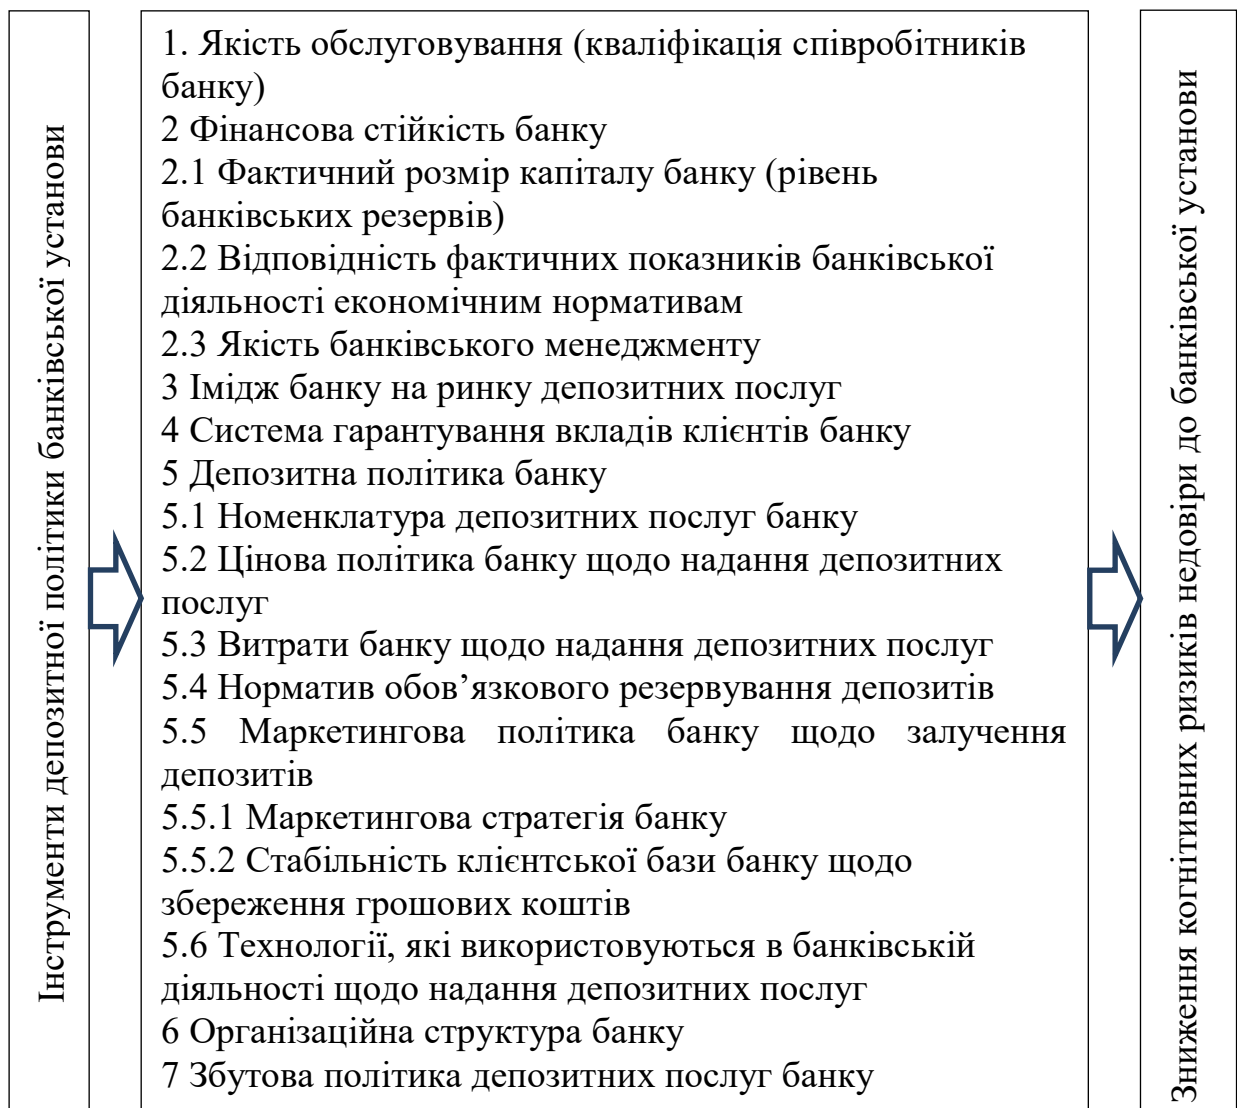 Інструменти депозитної політики банківської установи
1. Якість обслуговування (кваліфікація співробітників
банку)
2 Фінансова стійкість банку
2.1 Фактичний розмір капіталу банку (рівень
банківських резервів)
2.2 Відповідність фактичних показників банківської
діяльності економічним нормативам
2.3 Якість банківського менеджменту
3 Імідж банку на ринку депозитних послуг
4 Система гарантування вкладів клієнтів банку
5 Депозитна політика банку
5.1 Номенклатура депозитних послуг банку
5.2 Цінова політика банку щодо надання депозитних
послуг
5.3 Витрати банку щодо надання депозитних послуг
5.4 Норматив обов’язкового резервування депозитів
5.5 Маркетингова політика банку щодо залучення
депозитів
5.5.1 Маркетингова стратегія банку
5.5.2 Стабільність клієнтської бази банку щодо
збереження грошових коштів
5.6 Технології, які використовуються в банківській
діяльності щодо надання депозитних послуг
6 Організаційна структура банку
7 Збутова політика депозитних послуг банку
Зниження когнітивних ризиків недовіри до банківської установи